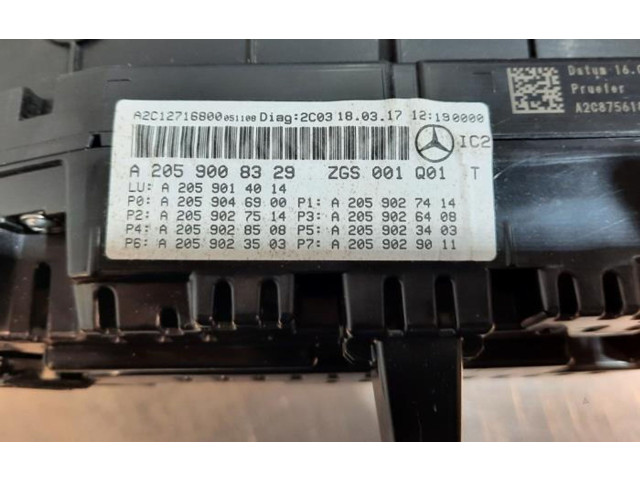 A2C12716800051108 Diag:2C03 18.03.17 12:190000
IC2
A 205 900 83 29 ZGS 001 Q01 T
LU: A 205 901 40 14
P0: A 205 904 69 00 P1: A 205 902 74 14
P2: A 205 902 75 14 P3: A 205 902 64 08
P4: A 205 902 85 08 P5: A 205 902 34 03
P6: A 205 902 35 03 P7: A 205 902 90 11
Datum 16.0
Pruefer
A2C87561